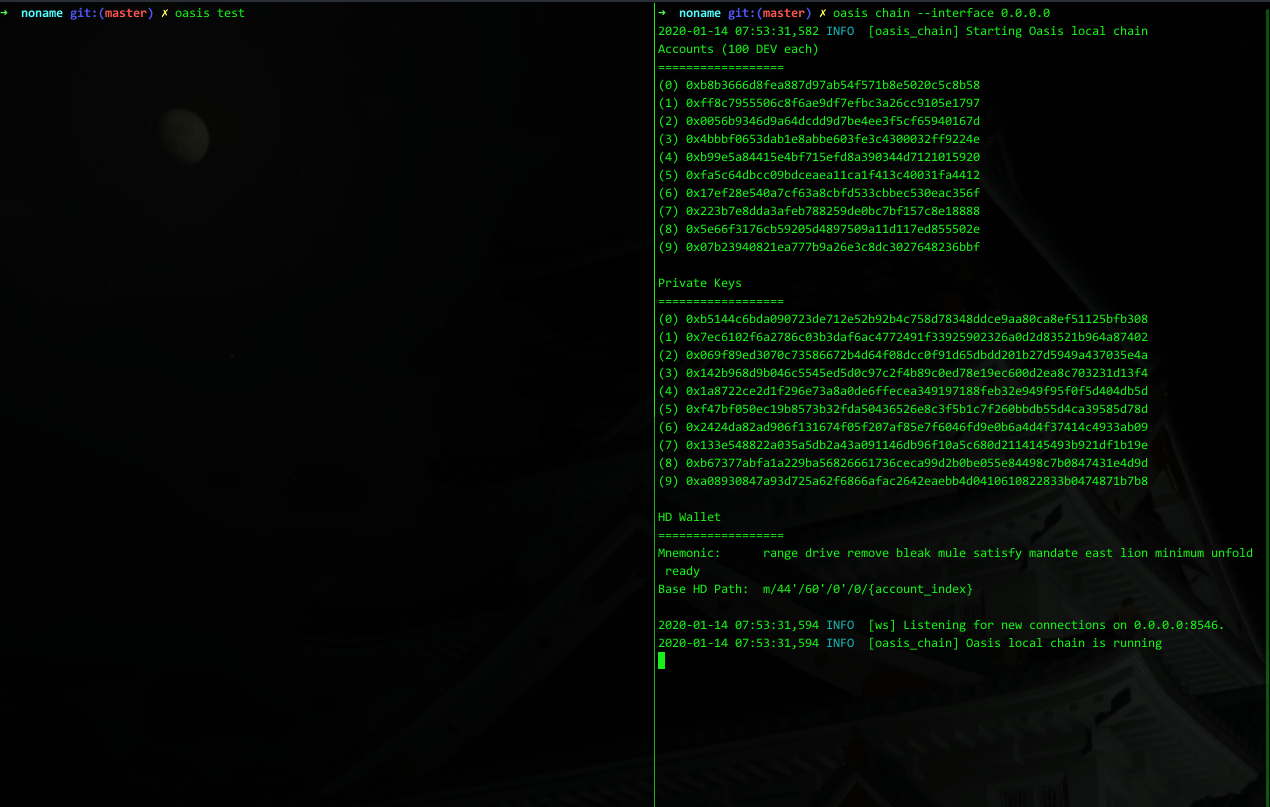 → noname git:(master) ✗ oasis test
→ noname git:(master) ✗ oasis chain --interface 0.0.0.0
2020-01-14 07:53:31,582 INFO [oasis_chain] Starting Oasis local chain
Accounts (100 DEV each)
==================
(0) 0xb8b3666d8fea887d97ab54f571b8e5020c5c8b58
(1) 0xff8c7955506c8f6ae9df7efbc3a26cc9105e1797
(2) 0x0056b9346d9a64dcdd9d7be4ee3f5cf65940167d
(3) 0x4bbbf0653dab1e8abbe603fe3c4300032ff9224e
(4) 0xb99e5a84415e4bf715efd8a390344d7121015920
(5) 0xfa5c64dbcc09bdceaea11ca1f413c40031fa4412
(6) 0x17ef28e540a7cf63a8cbfd533cbbec530eac356f
(7) 0x223b7e8dda3afeb788259de0bc7bf157c8e18888
(8) 0x5e66f3176cb59205d4897509a11d117ed855502e
(9) 0x07b23940821ea777b9a26e3c8dc3027648236bbf
Private Keys
==================
(0) 0xb5144c6bda090723de712e52b92b4c758d78348ddce9aa80ca8ef51125bfb308
(1) 0x7ec6102f6a2786c03b3daf6ac4772491f33925902326a0d2d83521b964a87402
(2) 0x069f89ed3070c73586672b4d64f08dcc0f91d65dbdd201b27d5949a437035e4a
(3) 0x142b968d9b046c5545ed5d0c97c2f4b89c0ed78e19ec600d2ea8c703231d13f4
(4) 0x1a8722ce2d1f296e73a8a0de6ffecea349197188feb32e949f95f0f5d404db5d
(5) 0xf47bf050ec19b8573b32fda50436526e8c3f5b1c7f260bbdb55d4ca39585d78d
(6) 0x2424da82ad906f131674f05f207af85e7f6046fd9e0b6a4d4f37414c4933ab09
(7) 0x133e548822a035a5db2a43a091146db96f10a5c680d2114145493b921df1b19e
(8) 0xb67377abfa1a229ba56826661736ceca99d2b0be055e84498c7b0847431e4d9d
(9) 0xa08930847a93d725a62f6866afac2642eaebb4d0410610822833b0474871b7b8
HD Wallet
==================
Mnemonic: range drive remove bleak mule satisfy mandate east lion minimum unfold
ready
Base HD Path: m/44'/60'/0'/0/{account_index}
2020-01-14 07:53:31,594 INFO [ws] Listening for new connections on 0.0.0.0:8546.
2020-01-14 07:53:31,594 INFO [oasis_chain] Oasis local chain is running